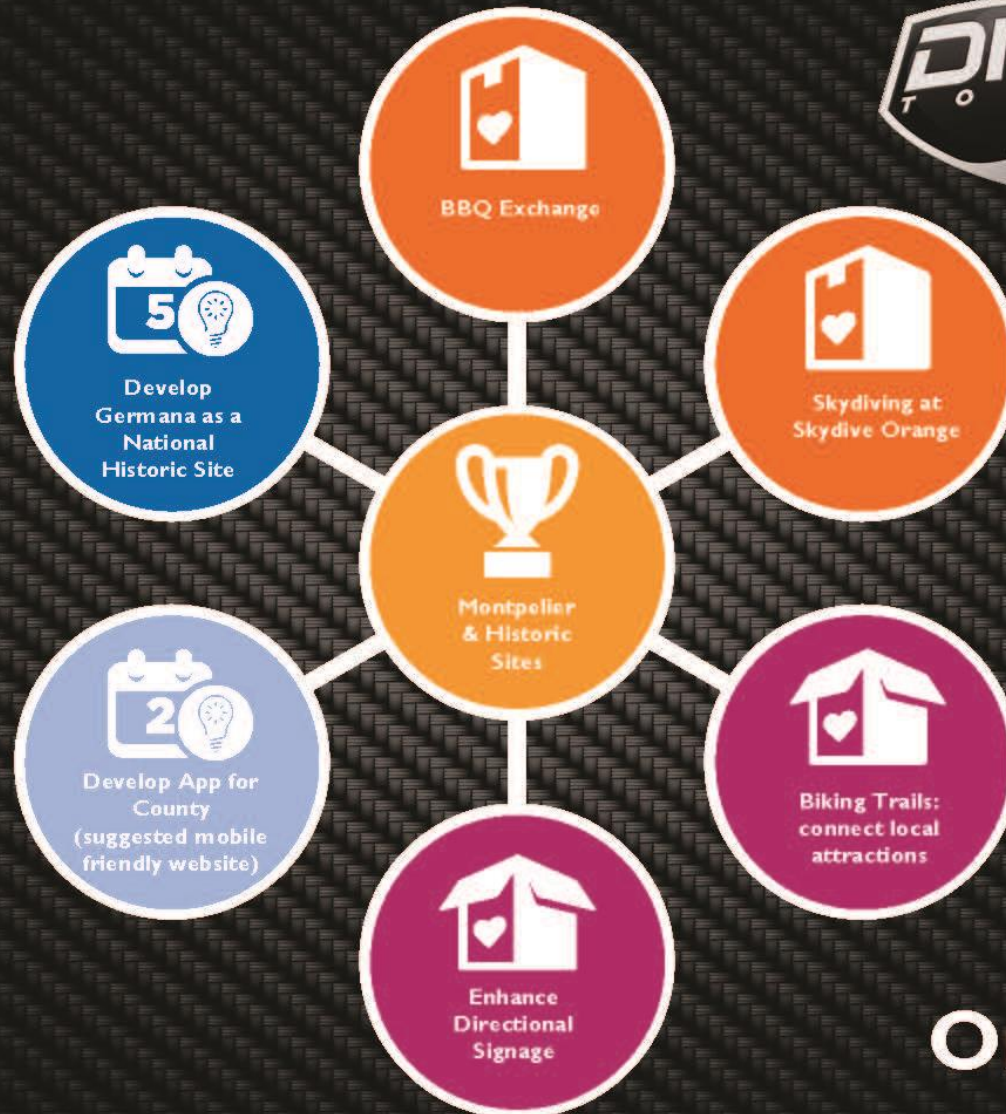 DI
T O
BBQ Exchange
5
Develop
Germana as a
National
Historic Site
Skydiving at
Skydive Orange
Montpelier
& Historic
Sites
2
Develop App for
County
(suggested mobile
friendly website)
Biking Trails:
connect local
attractions
Enhance
Directional
Signage
O